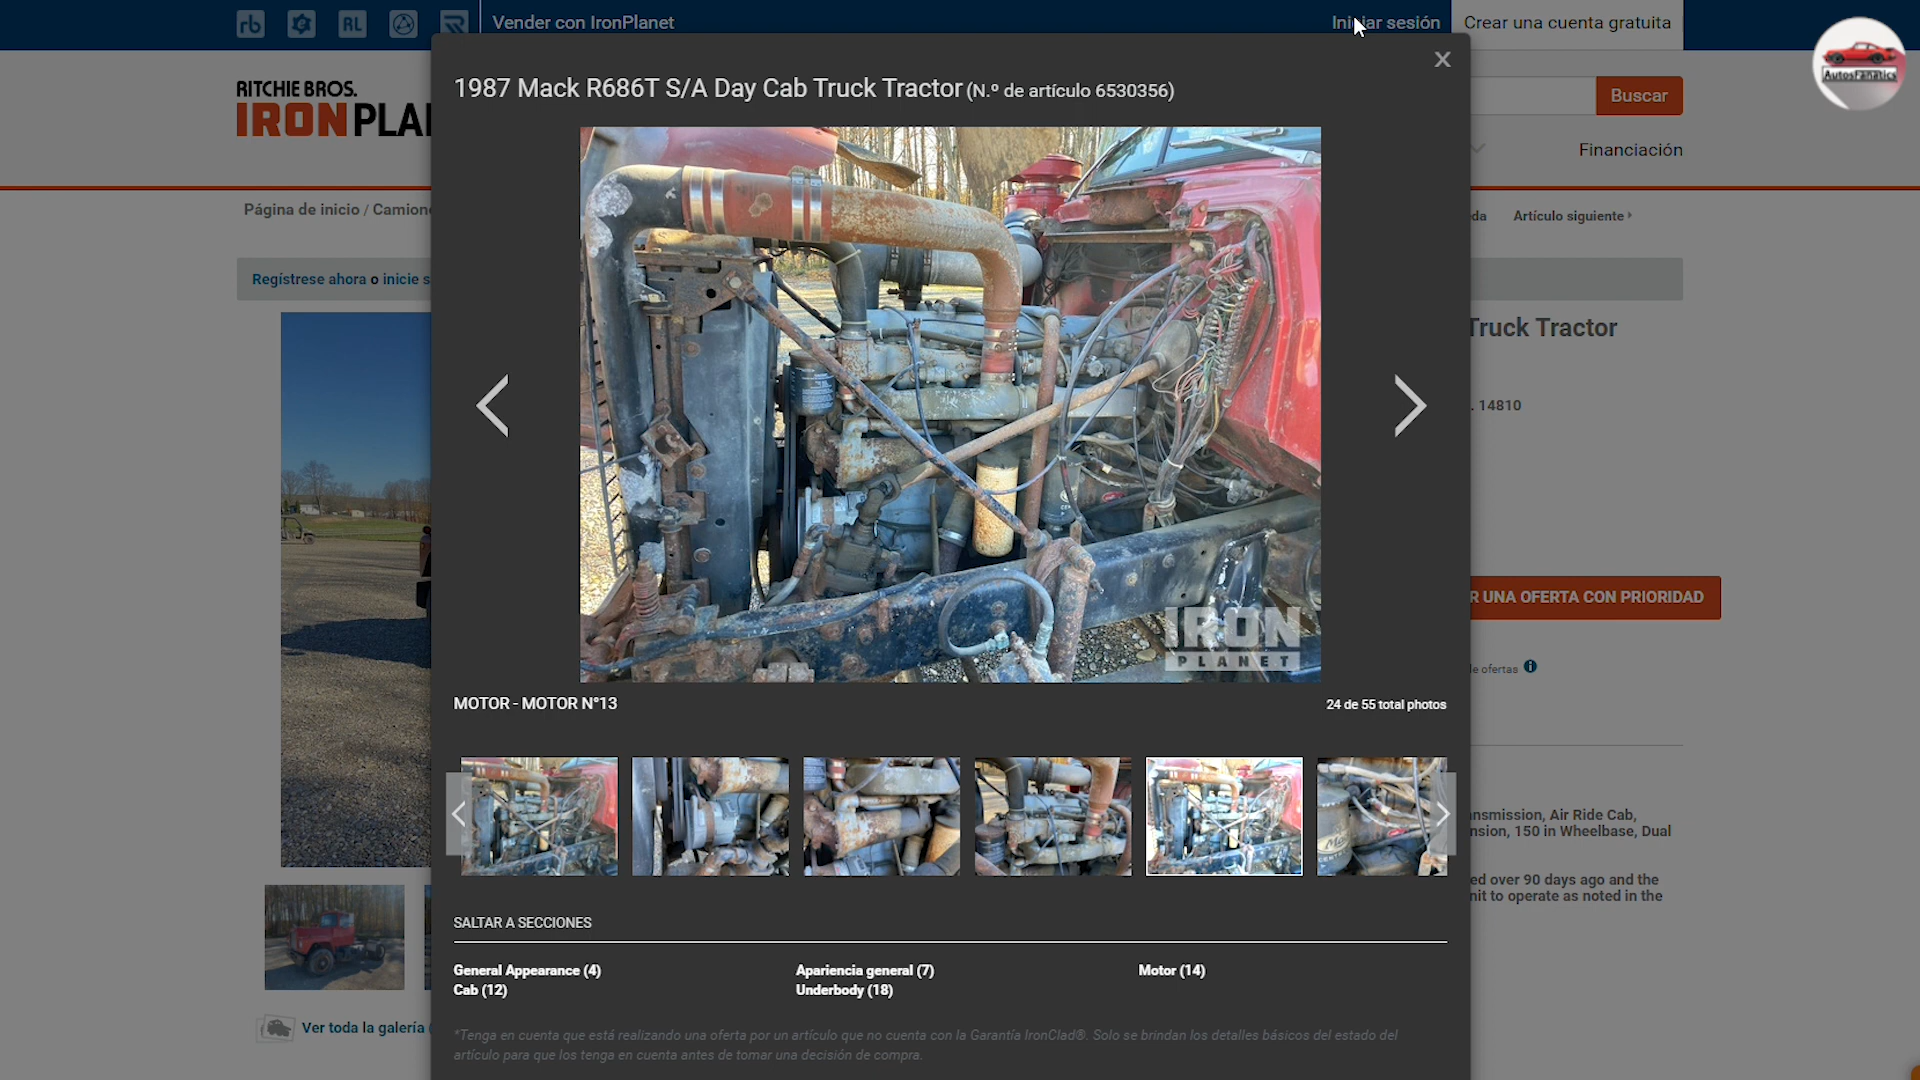 rb
RL
Vender con IronPlanet
Iniciar sesión
Crear una cuenta gratuita
AutosFanatics
RITCHIE BROS.
IRONPLA
Buscar
Financiación
Página de inicio / Camion
da
Artículo siguiente
Regístrese ahora o inicie s
1987 Mack R686T S/A Day Cab Truck Tractor (N.º de artículo 6530356)
X
IRON
PLANET
MOTOR - MOTOR N°13
24 de 55 total photos
SALTAR A SECCIONES
General Appearance (4)
Apariencia general (7)
Motor (14)
Cab (12)
Underbody (18)
*Tenga en cuenta que está realizando una oferta por un artículo que no cuenta con la Garantía IronClad®. Solo se brindan los detalles básicos del estado del
artículo para que los tenga en cuenta antes de tomar una decisión de compra.
Truck Tractor
. 14810
R UNA OFERTA CON PRIORIDAD
de ofertas
nsmission, Air Ride Cab,
nsion, 150 in Wheelbase, Dual
ed over 90 days ago and the
nit to operate as noted in the
Ver toda la galería (